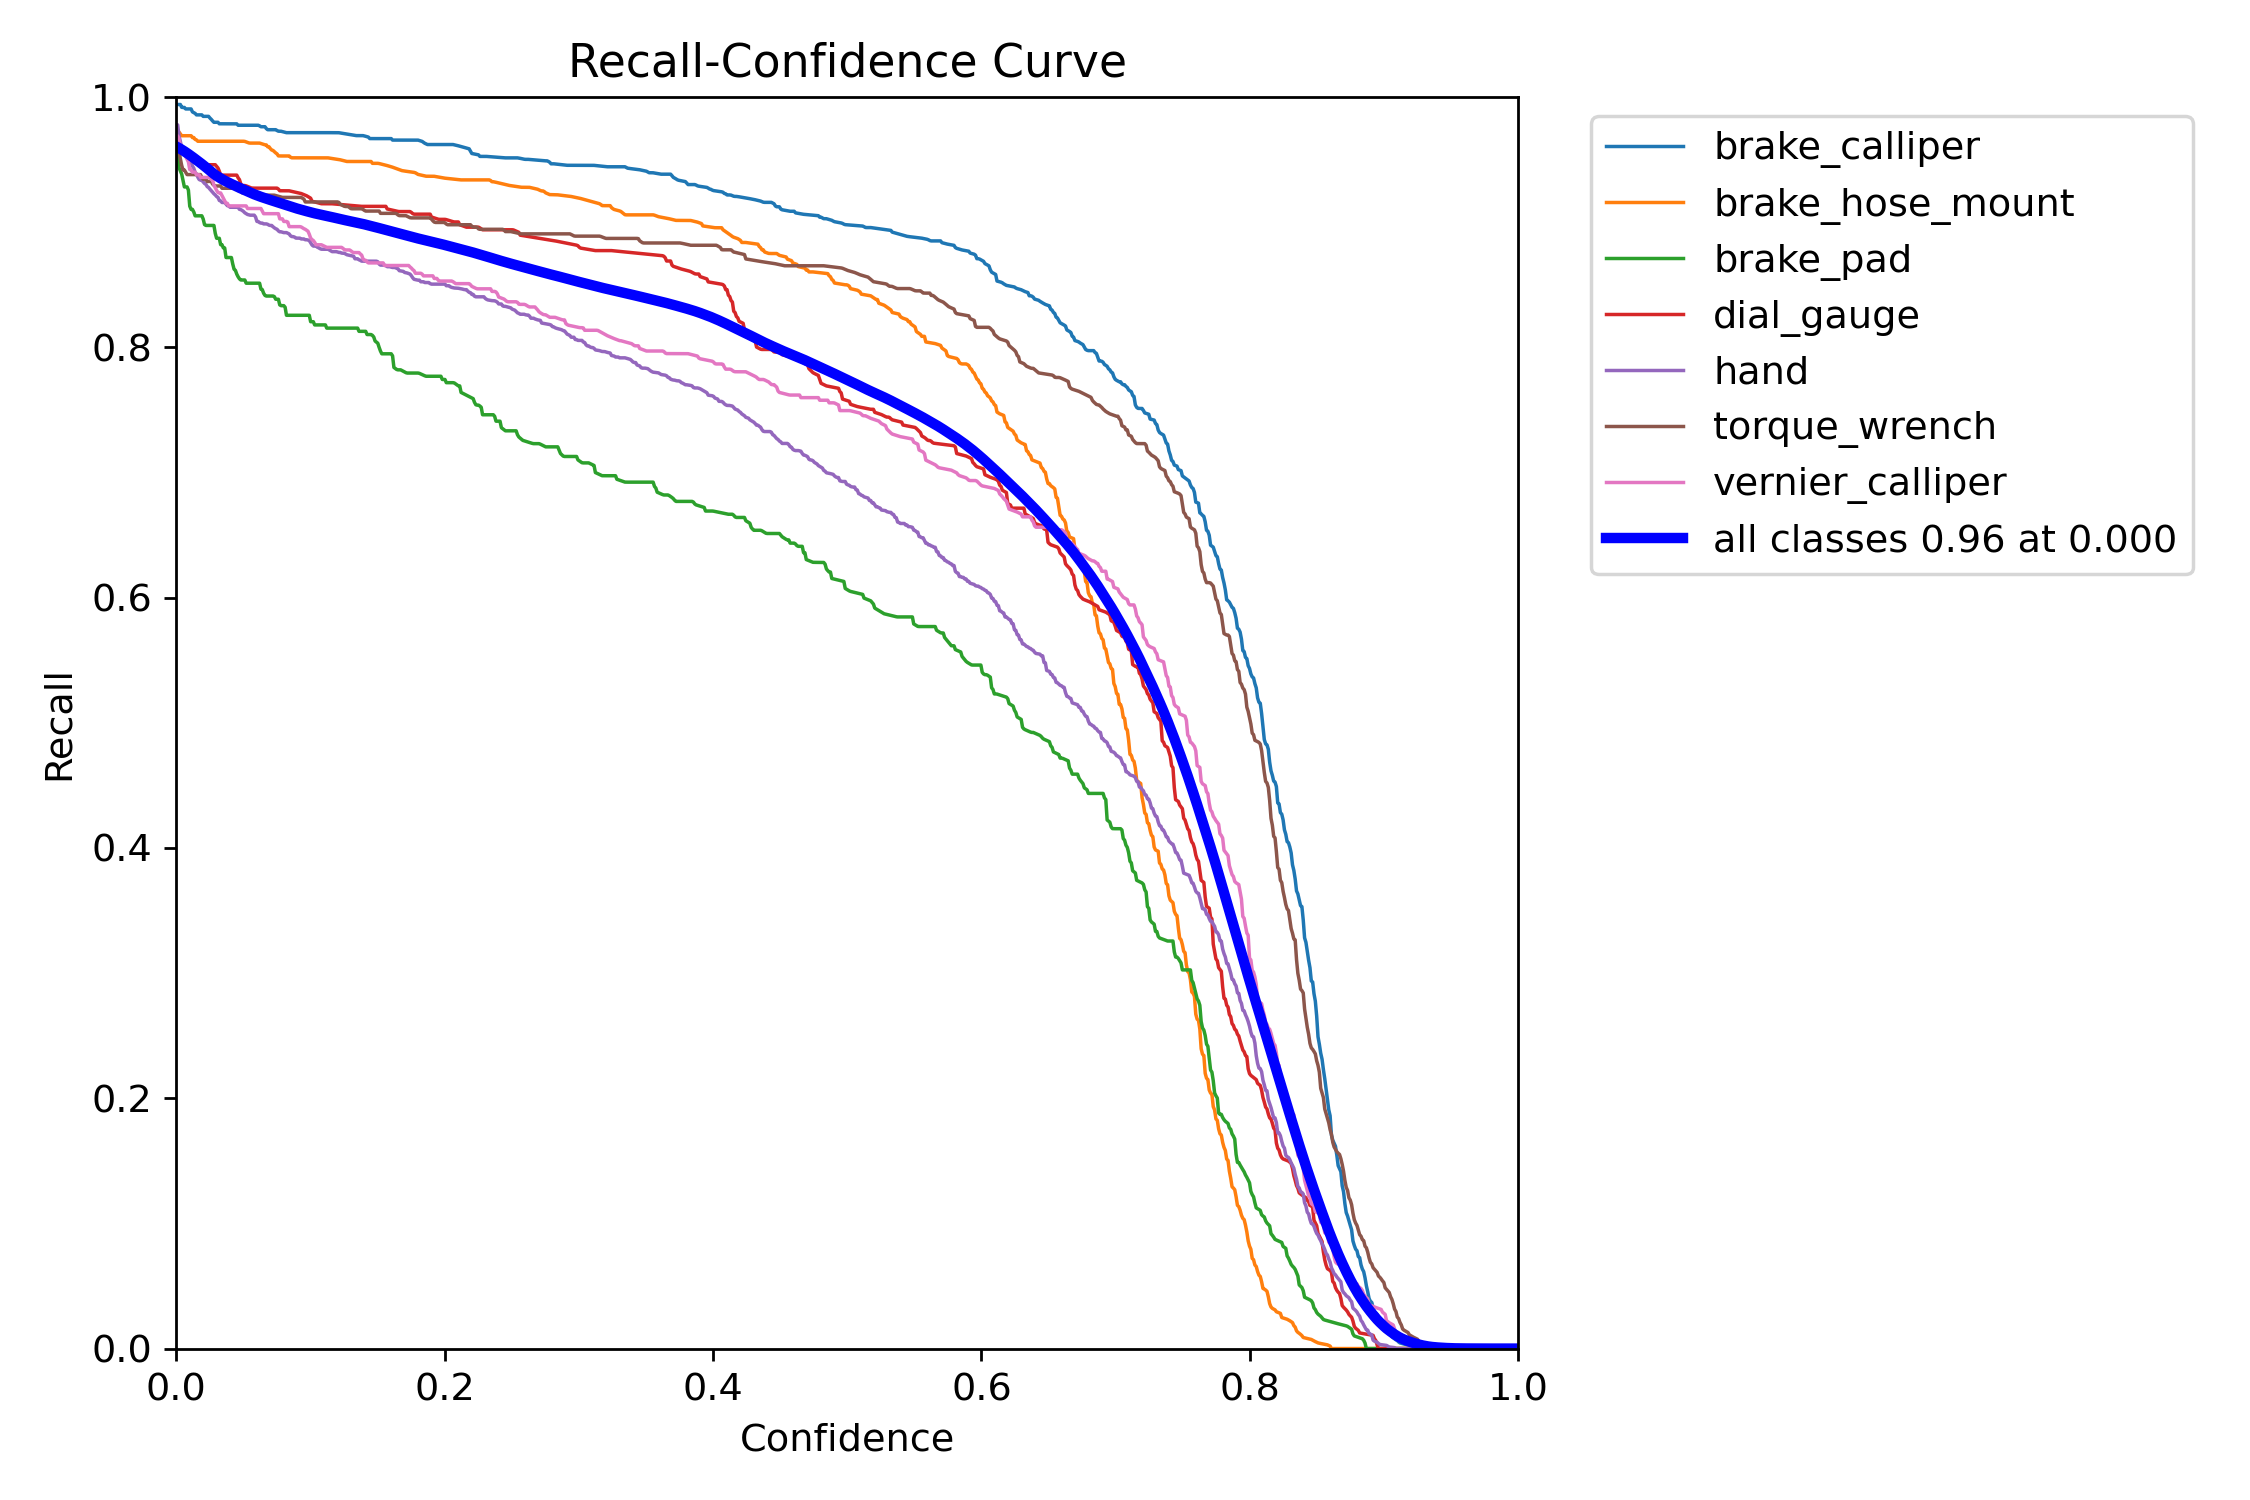 Recall-Confidence Curve
1.0
0.8
0.6
0.4
0.2
0.0
Recall
0.0 0.2 0.4 0.6 0.8 1.0
Confidence
brake_calliper
brake_hose_mount
brake_pad
dial_gauge
hand
torque_wrench
vernier_calliper
all classes 0.96 at 0.000